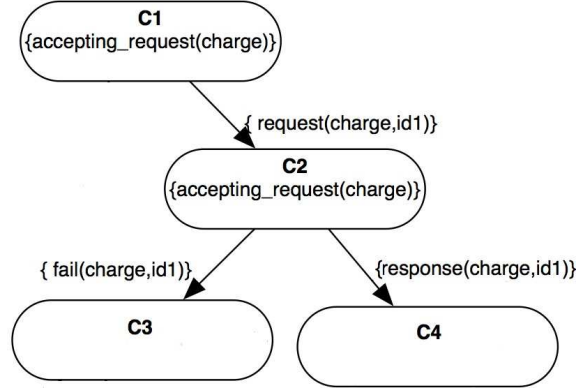 C1
{accepting_request(charge)}
{ request(charge,id1)}
C2
{accepting_request(charge)}
{ fail(charge,id1)}
{response(charge,id1)}
C3
C4